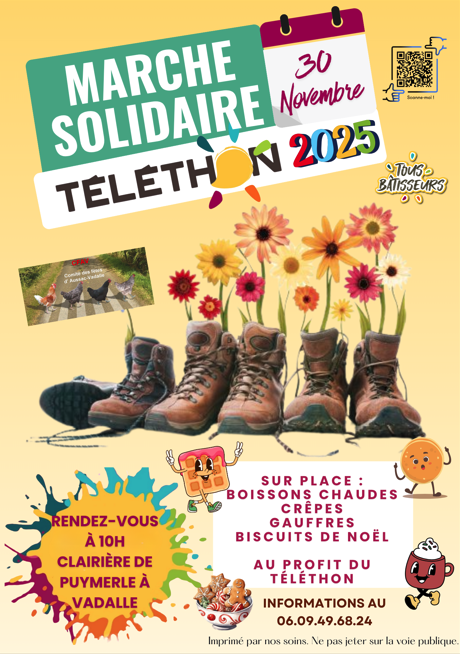 MARCHE
SOLIDAIRE
30
Novembre
TÉLÉTHON 2025
Scanne-moi !
TOUS
BÂTISSEURS
Comité des fêtes
d'Aussac-Vadalle
RENDEZ-VOUS
À 10H
CLAIRIÈRE DE
PUYMERLE À
VADALLE
SUR PLACE :
BOISSONS CHAUDES
CRÊPES
GAUFFRES
BISCUITS DE NOËL
AU PROFIT DU
TÉLÉTHON
INFORMATIONS AU
06.09.49.68.24
Imprimé par nos soins. Ne pas jeter sur la voie publique.